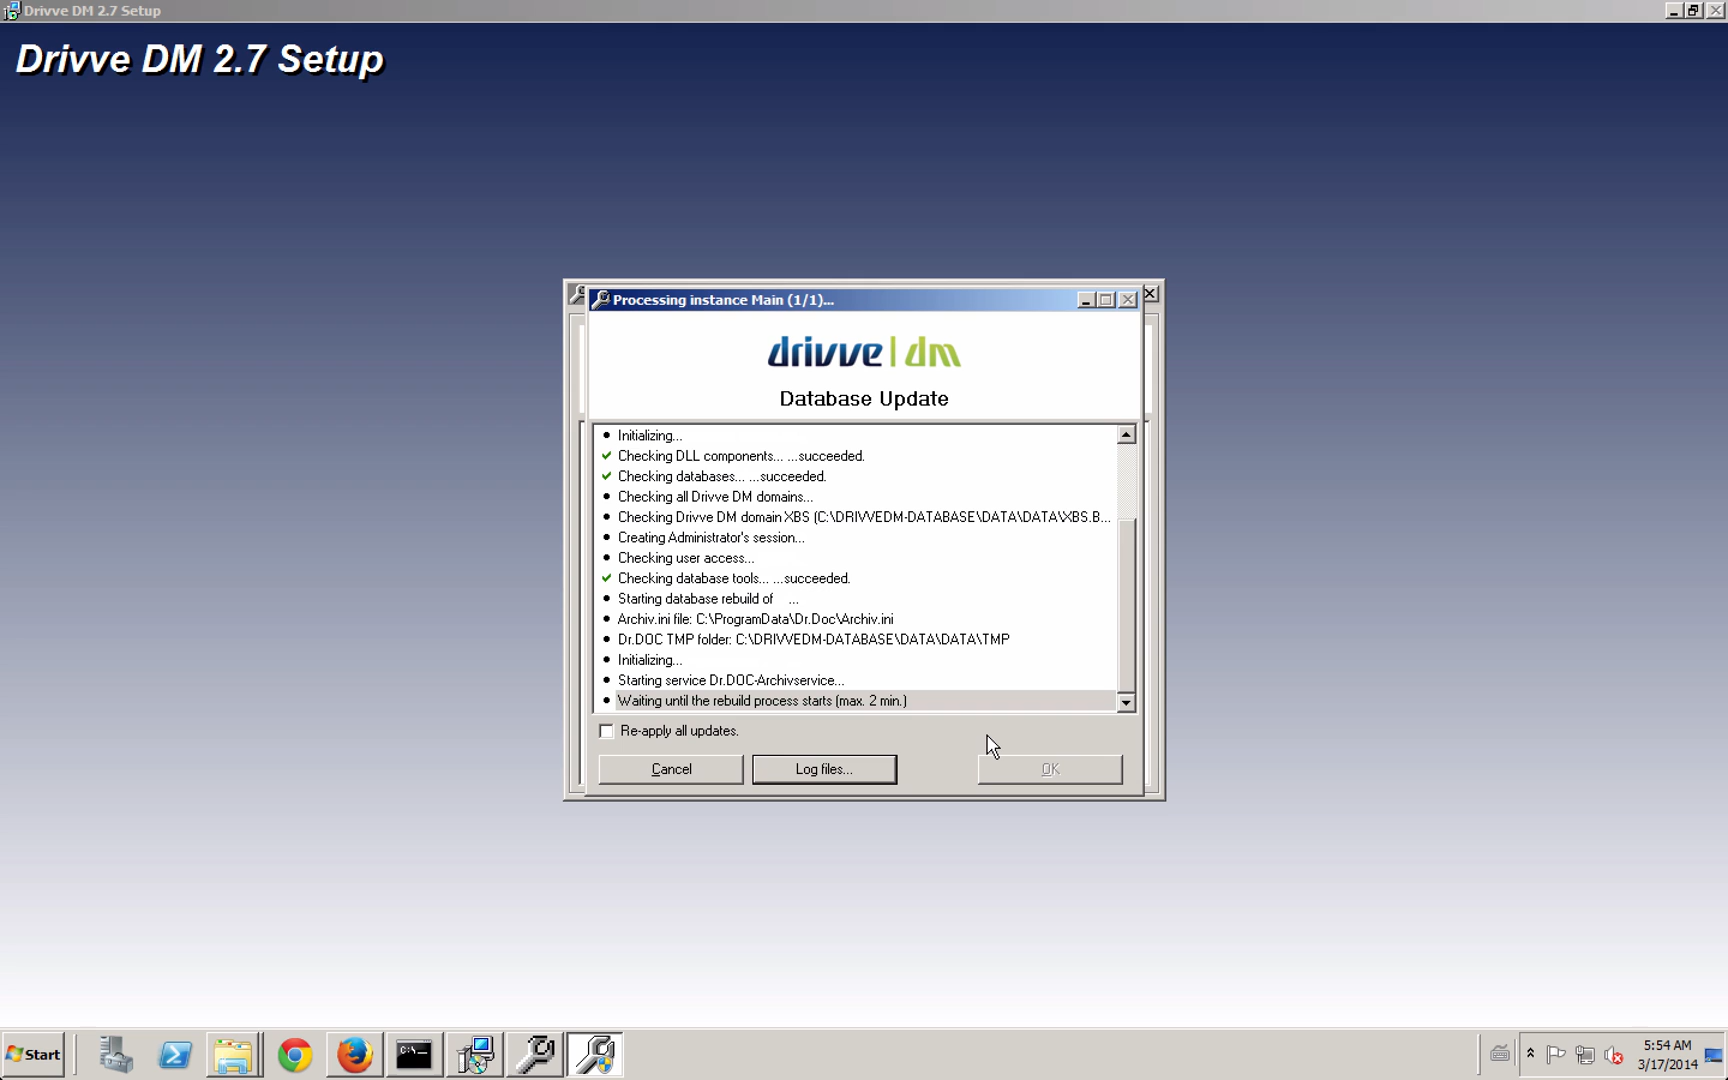 Drivve DM 2.7 Setup
Drivve DM 2.7 Setup
Processing instance Main (1/1)...
drivve|dm
Database Update
Initializing...
Checking DLL components... ...succeeded.
Checking databases... ...succeeded.
Checking all Drivve DM domains...
Checking Drivve DM domain XBS (C:\DRIVVEDM-DATABASE\DATA\DATA\XBS.B...
Creating Administrator's session...
Checking user access...
Checking database tools... ...succeeded.
Starting database rebuild of ...
Archiv.ini file: C:\ProgramData\Dr.Doc\Archiv.ini
Dr.DOC TMP folder: C:\DRIVVEDM-DATABASE\DATA\DATA\TMP
Initializing...
Starting service Dr.DOC-Archivservice...
Waiting until the rebuild process starts (max. 2 min.)
Re-apply all updates.
Cancel Log files... OK
Start
C:\
5:54 AM
3/17/2014